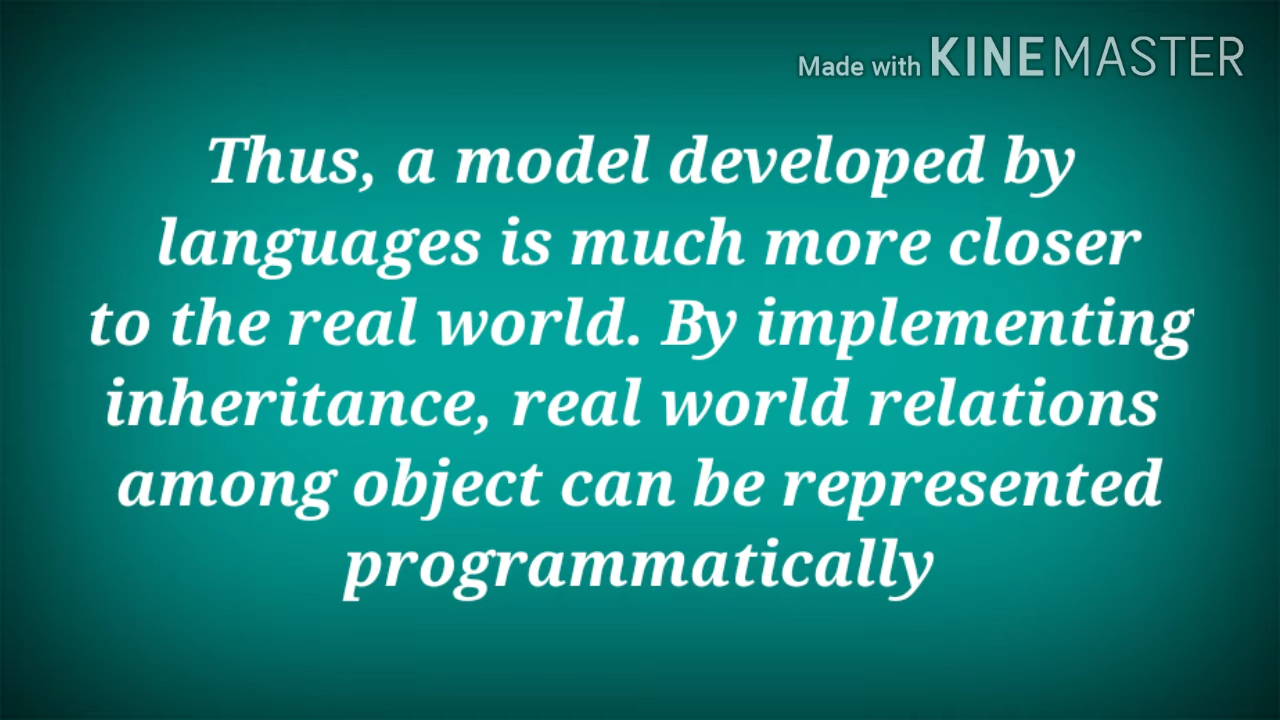 Made with KINEMASTER
Thus, a model developed by
languages is much more closer
to the real world. By implementing
inheritance, real world relations
among object can be represented
programmatically